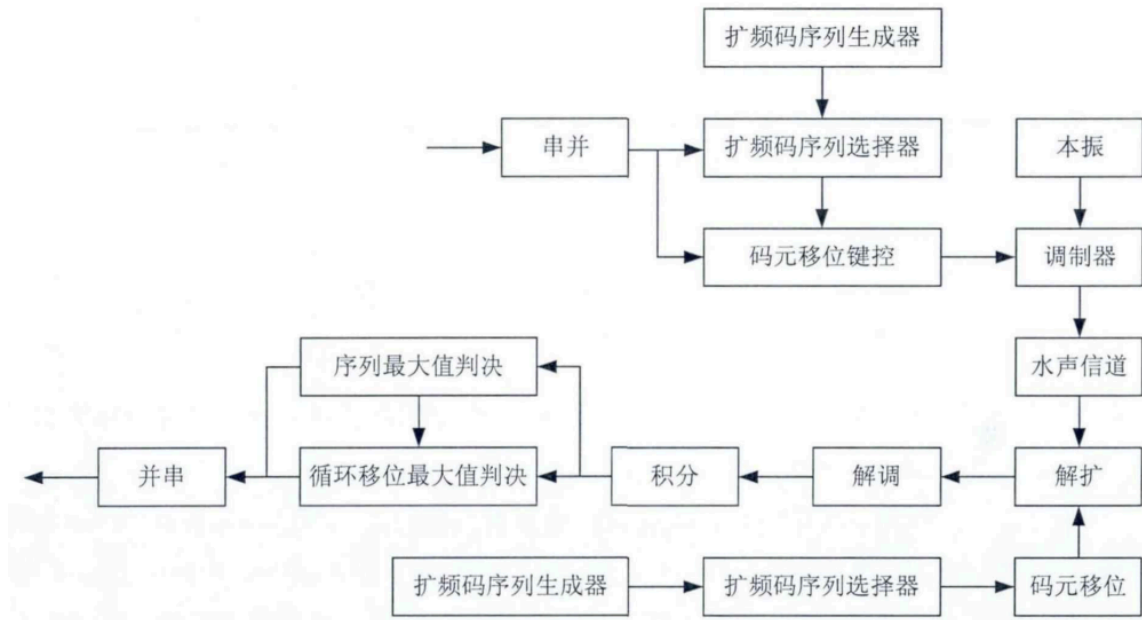 扩频码序列生成器
串并
扩频码序列选择器
本振
码元移位键控
调制器
序列最大值判决
水声信道
并串
循环移位最大值判决
积分
解调
解扩
扩频码序列生成器
扩频码序列选择器
码元移位